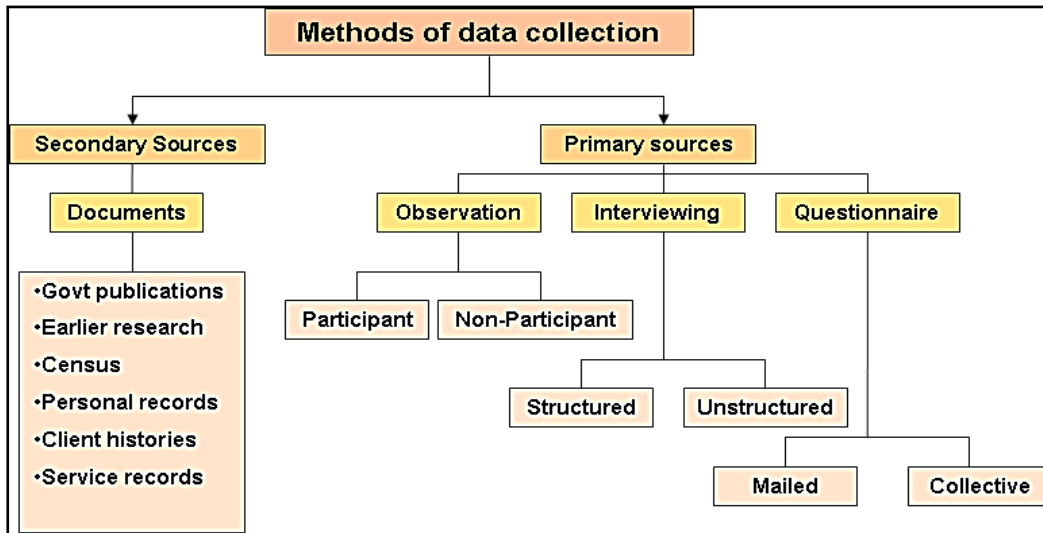 Methods of data collection
Secondary Sources
Primary sources
Documents
Observation
Interviewing
Questionnaire
•Govt publications
•Earlier research
•Census
•Personal records
•Client histories
•Service records
Participant
Non-Participant
Structured
Unstructured
Mailed
Collective